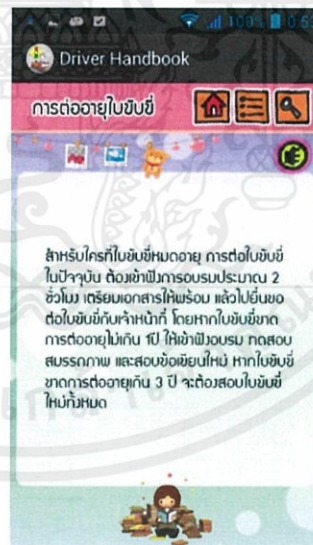 100% 0:5
Driver Handbook
การต่ออายุใบขับขี่
สำหรับใครที่ใบขับขี่หมดอายุ การต่อใบขับขี่
ในปัจจุบัน ต้องเข้าฟังการอบรมประมาณ 2
ชั่วโมง เตรียมเอกสารให้พร้อม แล้วไปยื่นขอ
ต่อใบขับขี่กับเจ้าหน้าที่ โดยหากใบขับขี่ขาด
การต่ออายุไม่เกิน 1ปี ให้เข้าฟังอบรม ทดสอบ
สมรรถภาพ และสอบข้อเขียนใหม่ หากใบขับขี่
ขาดการต่ออายุเกิน 3 ปี จะต้องสอบใบขับขี่
ใหม่ทั้งหมด